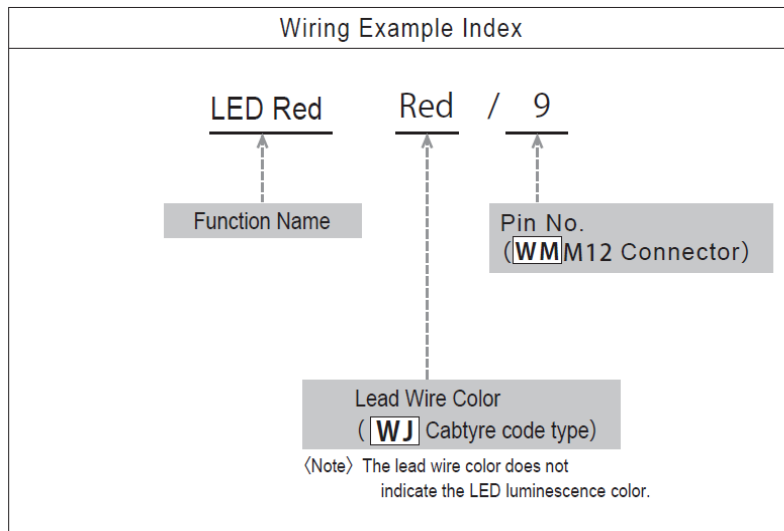 Wiring Example Index
LED Red Red / 9
Function Name
Pin No.
(WM M12 Connector)
Lead Wire Color
( WJ Cabtyre code type)
〈Note〉 The lead wire color does not
indicate the LED luminescence color.